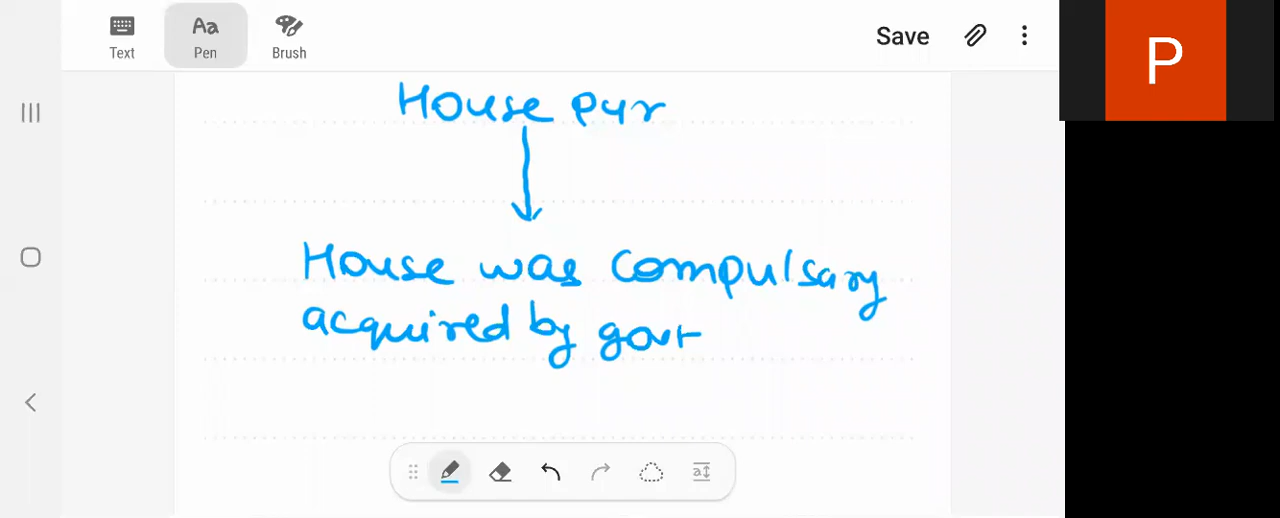 Text
Pen
Brush
Save
P
House pur
House was compulsary
acquired by govt